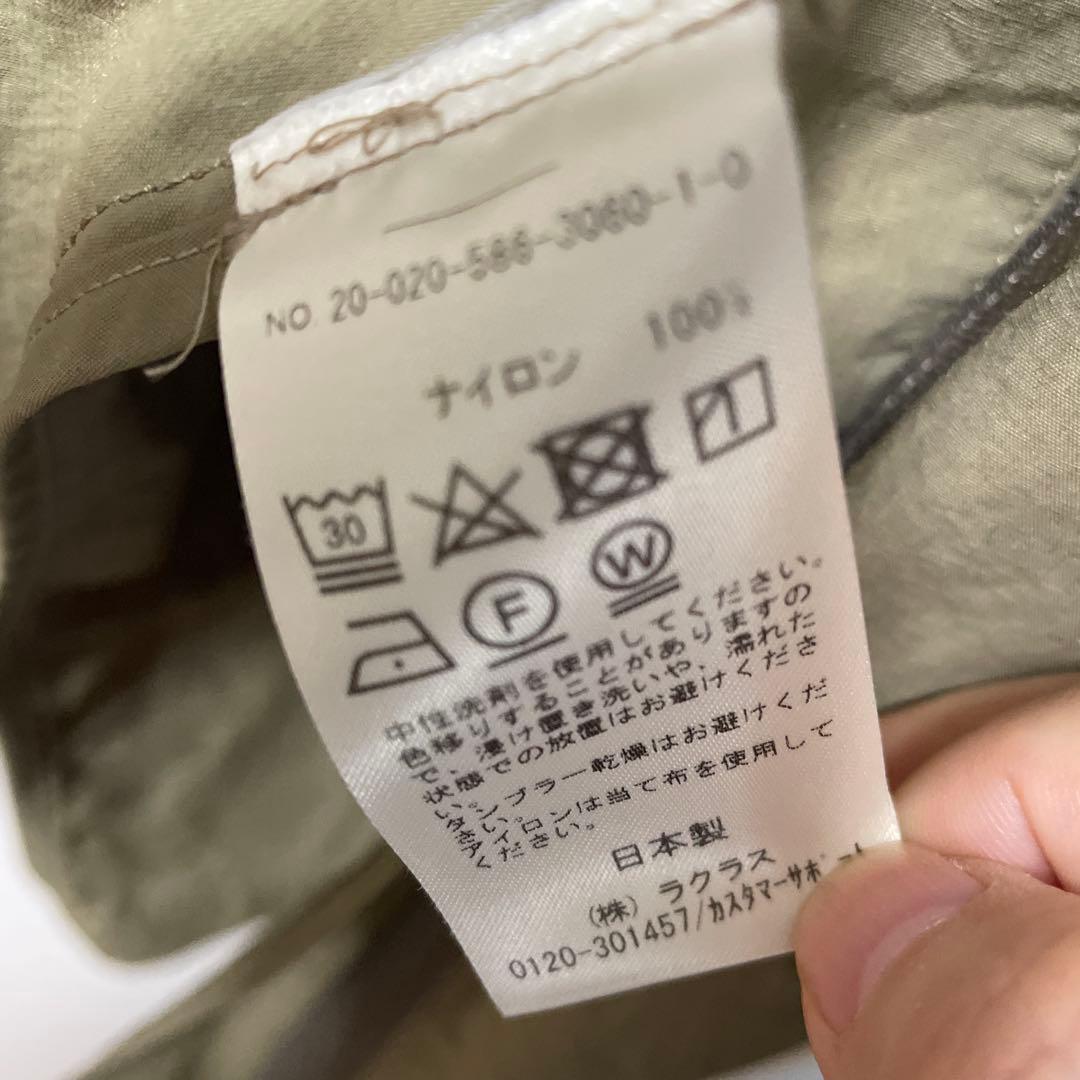 NO. 20-020-586-3060-1-0
ナイロン 100%
30
F W
中性洗剤を使用してください。
色移りすることがありますの
で、浸け置き洗いや、濡れた
状態での放置はお避けくださ
い。タンブラー乾燥はお避けくだ
さい。アイロンは当て布を使用して
ください。
日本製
(株) ラクラス
0120-301457/カスタマーサポート